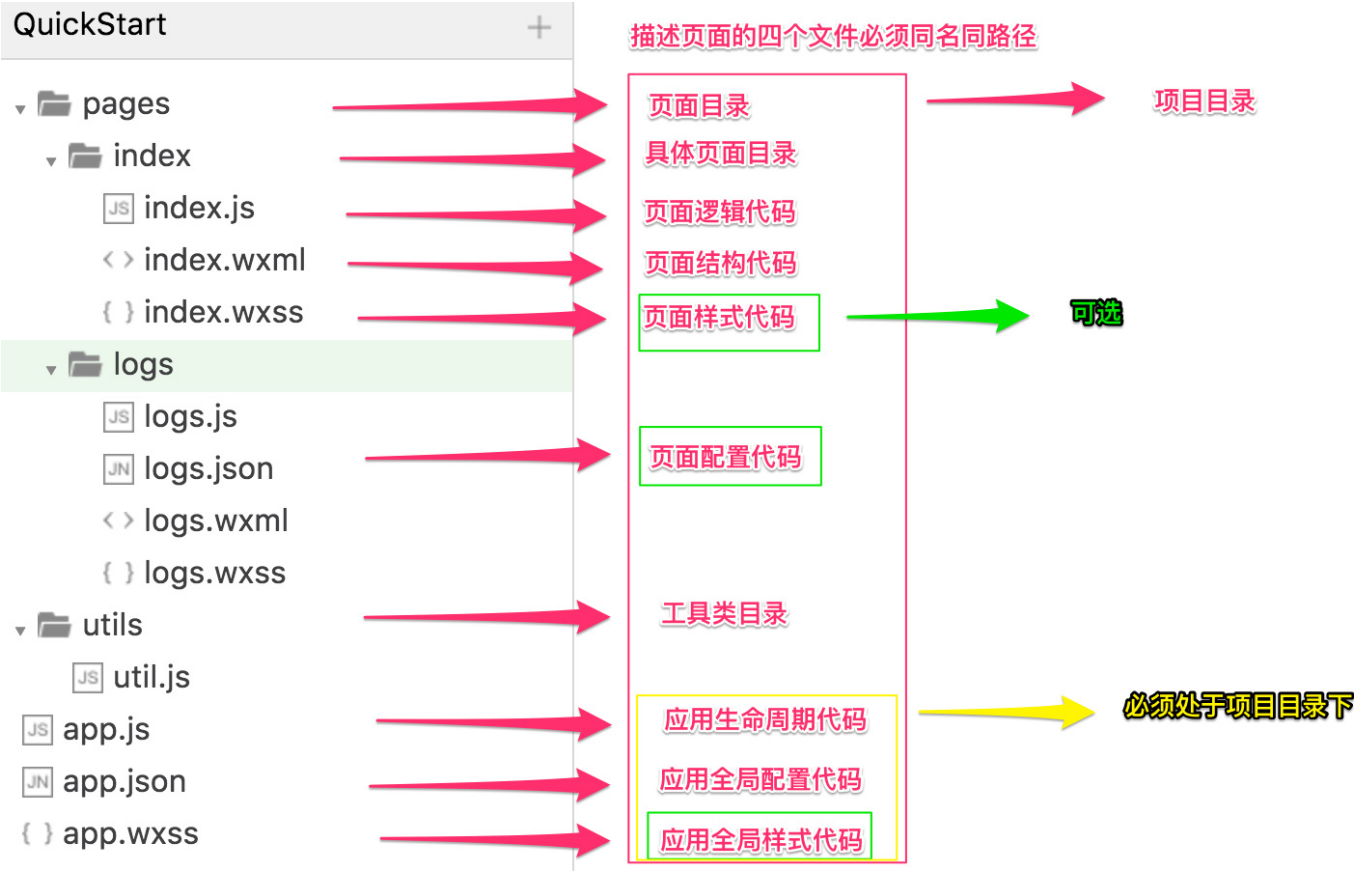 QuickStart
描述页面的四个文件必须同名同路径
pages
页面目录
项目目录
index
具体页面目录
JS index.js
页面逻辑代码
< > index.wxml
页面结构代码
{ } index.wxss
页面样式代码
可选
logs
JS logs.js
页面配置代码
JN logs.json
< > logs.wxml
{ } logs.wxss
utils
工具类目录
JS util.js
JS app.js
应用生命周期代码
必须处于项目目录下
JN app.json
应用全局配置代码
{ } app.wxss
应用全局样式代码